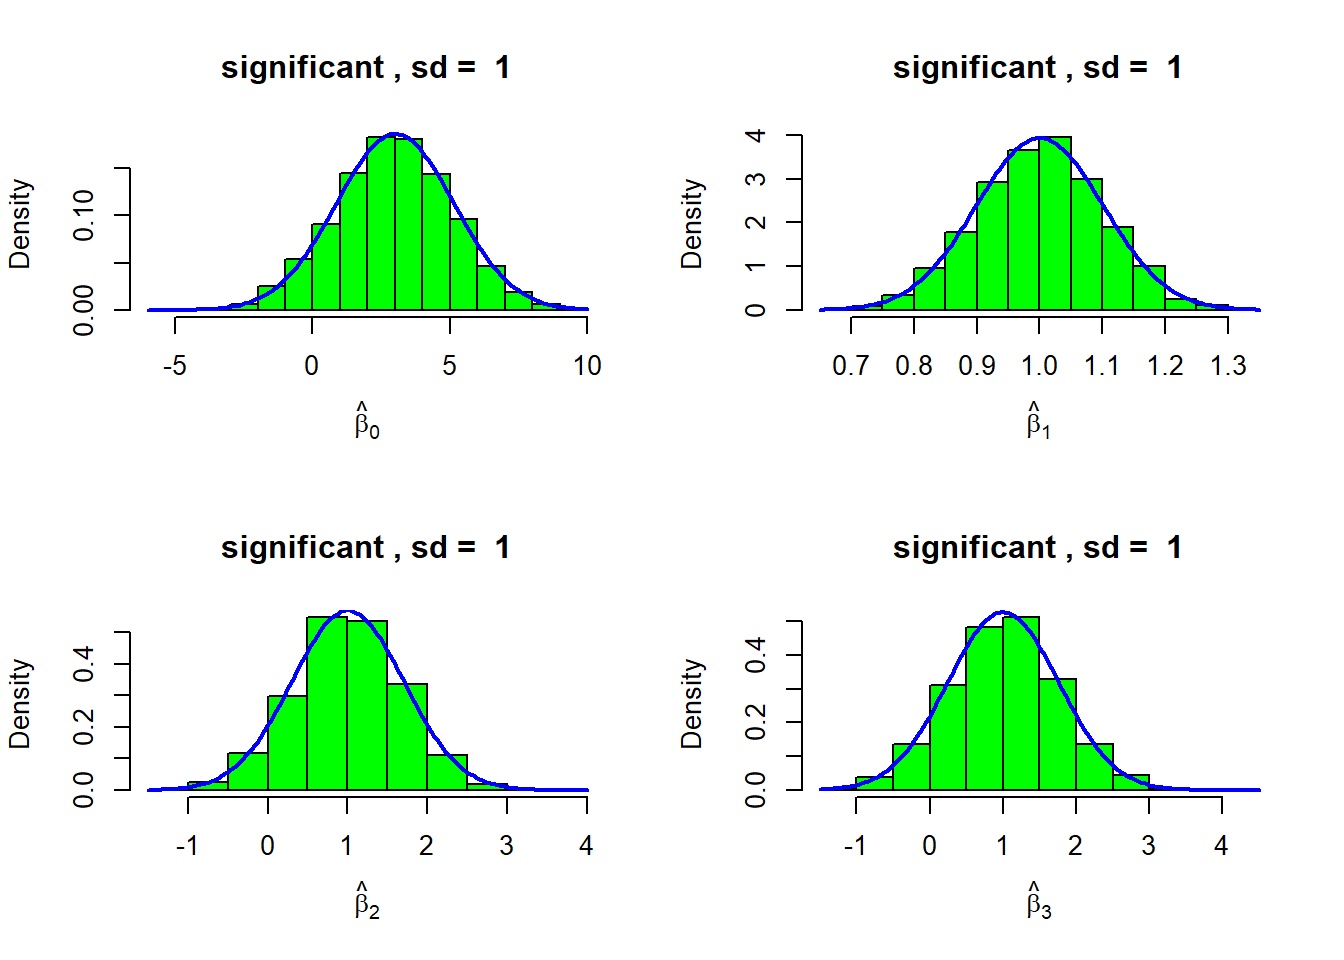 significant , sd =  1
Density
0.00
0.10
-5 0 5 10
β̂0
significant , sd =  1
Density
0 1 2 3 4
0.7 0.8 0.9 1.0 1.1 1.2 1.3
β̂1
significant , sd =  1
Density
0.0 0.2 0.4
-1 0 1 2 3 4
β̂2
significant , sd =  1
Density
0.0 0.2 0.4
-1 0 1 2 3 4
β̂3